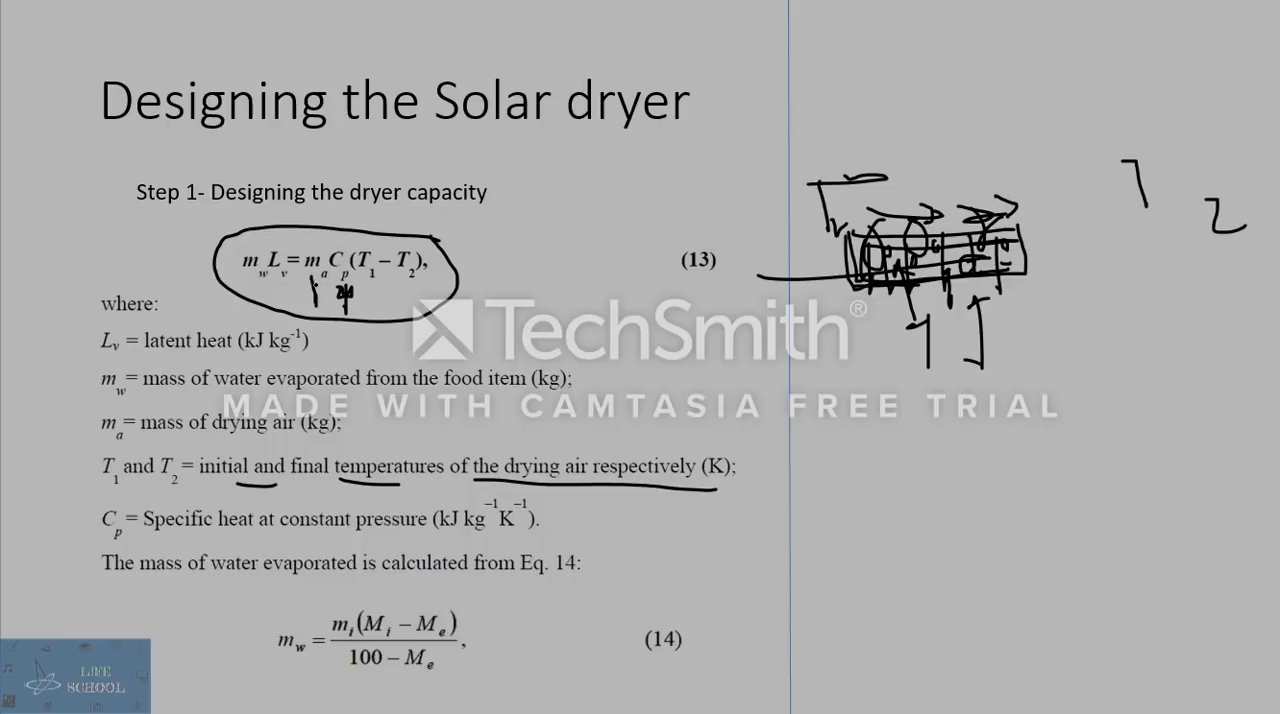 Designing the Solar dryer
Step 1- Designing the dryer capacity
m_w L_v = m_a C_p (T_1 − T_2), (13)
where:
L_v = latent heat (kJ kg^-1)
m_w = mass of water evaporated from the food item (kg);
m_a = mass of drying air (kg);
T_1 and T_2 = initial and final temperatures of the drying air respectively (K);
C_p = Specific heat at constant pressure (kJ kg^−1 K^−1).
The mass of water evaporated is calculated from Eq. 14:
m_w = m_i(M_i − M_e) / 100 − M_e, (14)
TechSmith®
MADE WITH CAMTASIA FREE TRIAL
LIFE
SCHOOL